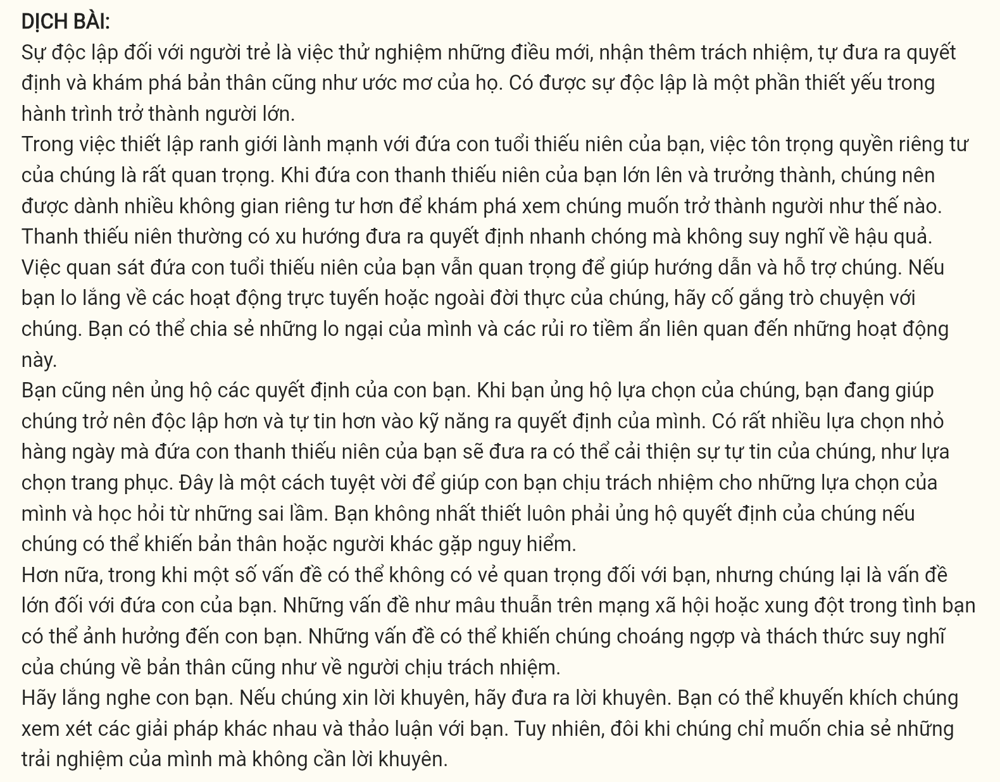 DỊCH BÀI:
Sự độc lập đối với người trẻ là việc thử nghiệm những điều mới, nhận thêm trách nhiệm, tự đưa ra quyết
định và khám phá bản thân cũng như ước mơ của họ. Có được sự độc lập là một phần thiết yếu trong
hành trình trở thành người lớn.
Trong việc thiết lập ranh giới lành mạnh với đứa con tuổi thiếu niên của bạn, việc tôn trọng quyền riêng tư
của chúng là rất quan trọng. Khi đứa con thanh thiếu niên của bạn lớn lên và trưởng thành, chúng nên
được dành nhiều không gian riêng tư hơn để khám phá xem chúng muốn trở thành người như thế nào.
Thanh thiếu niên thường có xu hướng đưa ra quyết định nhanh chóng mà không suy nghĩ về hậu quả.
Việc quan sát đứa con tuổi thiếu niên của bạn vẫn quan trọng để giúp hướng dẫn và hỗ trợ chúng. Nếu
bạn lo lắng về các hoạt động trực tuyến hoặc ngoài đời thực của chúng, hãy cố gắng trò chuyện với
chúng. Bạn có thể chia sẻ những lo ngại của mình và các rủi ro tiềm ẩn liên quan đến những hoạt động
này.
Bạn cũng nên ủng hộ các quyết định của con bạn. Khi bạn ủng hộ lựa chọn của chúng, bạn đang giúp
chúng trở nên độc lập hơn và tự tin hơn vào kỹ năng ra quyết định của mình. Có rất nhiều lựa chọn nhỏ
hàng ngày mà đứa con thanh thiếu niên của bạn sẽ đưa ra có thể cải thiện sự tự tin của chúng, như lựa
chọn trang phục. Đây là một cách tuyệt vời để giúp con bạn chịu trách nhiệm cho những lựa chọn của
mình và học hỏi từ những sai lầm. Bạn không nhất thiết luôn phải ủng hộ quyết định của chúng nếu
chúng có thể khiến bản thân hoặc người khác gặp nguy hiểm.
Hơn nữa, trong khi một số vấn đề có thể không có vẻ quan trọng đối với bạn, nhưng chúng lại là vấn đề
lớn đối với đứa con của bạn. Những vấn đề như mâu thuẫn trên mạng xã hội hoặc xung đột trong tình bạn
có thể ảnh hưởng đến con bạn. Những vấn đề có thể khiến chúng choáng ngợp và thách thức suy nghĩ
của chúng về bản thân cũng như về người chịu trách nhiệm.
Hãy lắng nghe con bạn. Nếu chúng xin lời khuyên, hãy đưa ra lời khuyên. Bạn có thể khuyến khích chúng
xem xét các giải pháp khác nhau và thảo luận với bạn. Tuy nhiên, đôi khi chúng chỉ muốn chia sẻ những
trải nghiệm của mình mà không cần lời khuyên.